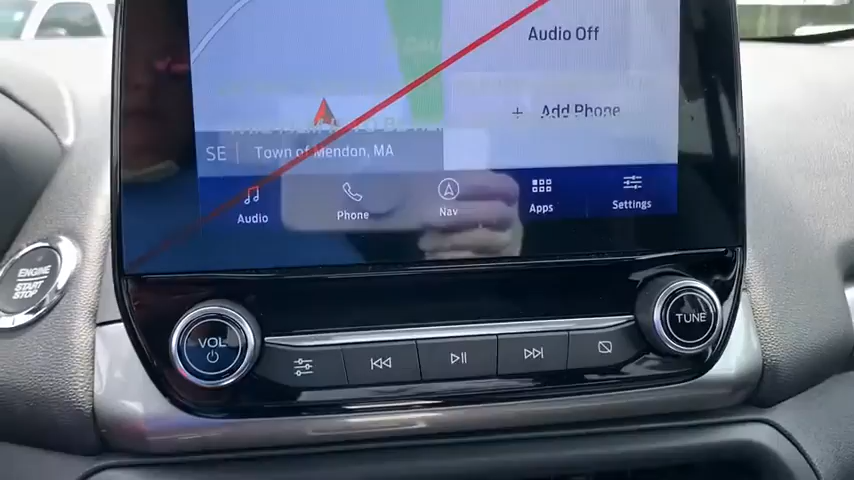 Audio Off
+ Add Phone
SE | Town of Mendon, MA
Audio
Phone
Nav
Apps
Settings
ENGINE
START
STOP
VOL
TUNE